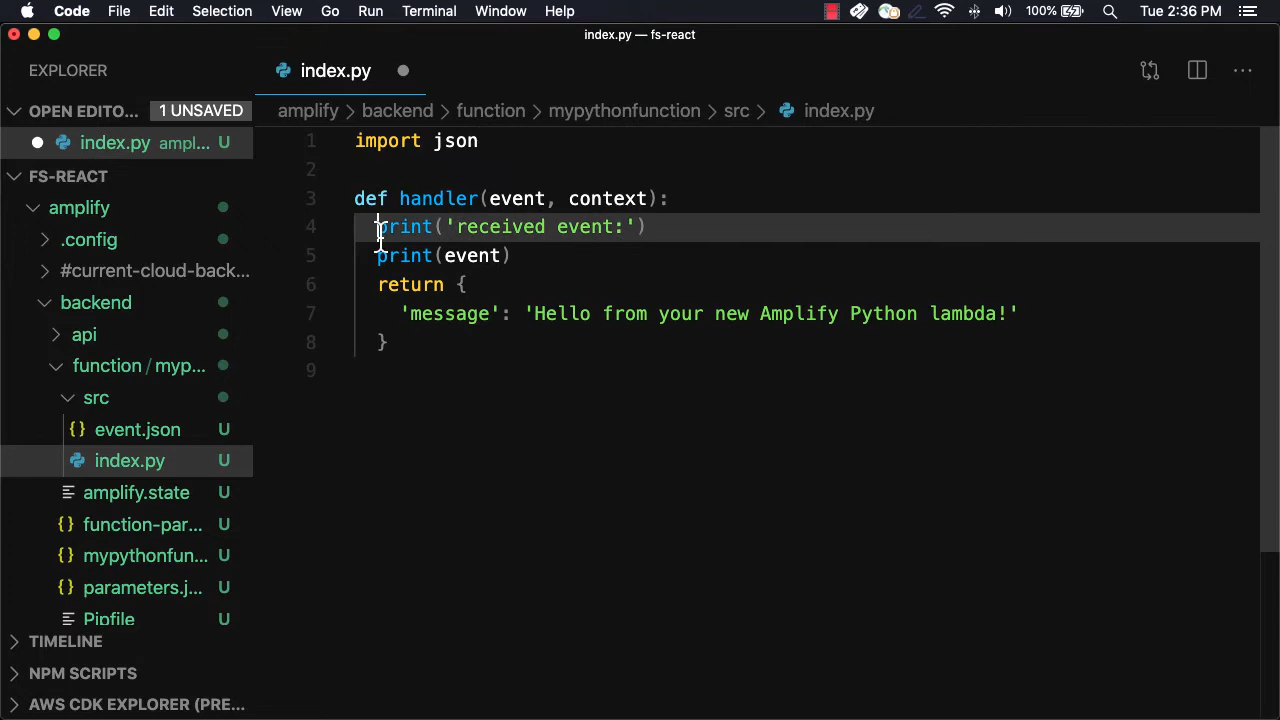 Code File Edit Selection View Go Run Terminal Window Help 100% Tue 2:36 PM
index.py — fs-react
EXPLORER
index.py
OPEN EDITO... 1 UNSAVED
amplify > backend > function > mypythonfunction > src > index.py
index.py ampl... U
FS-REACT
amplify
.config
#current-cloud-back...
backend
api
function / myp...
src
event.json U
index.py U
amplify.state U
function-par... U
mypythonfun... U
parameters.j... U
Pipfile U
TIMELINE
NPM SCRIPTS
AWS CDK EXPLORER (PRE...
1 import json
2
3 def handler(event, context):
4 print('received event:')
5 print(event)
6 return {
7 'message': 'Hello from your new Amplify Python lambda!'
8 }
9